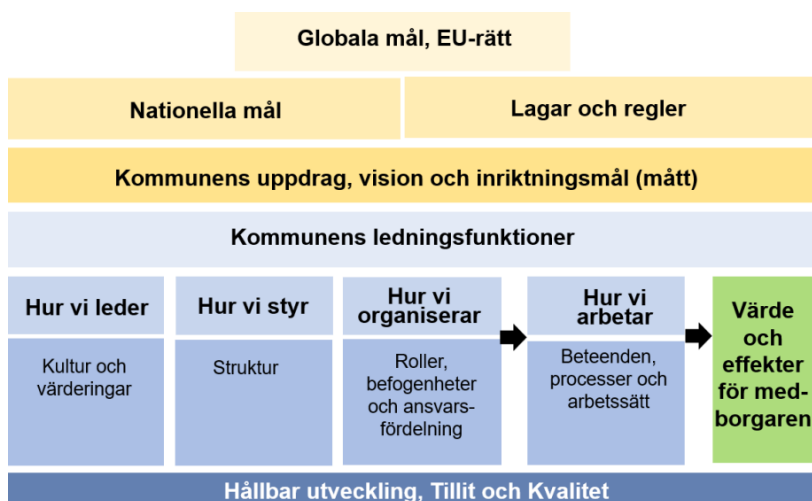 Globala mål, EU-rätt
Nationella mål
Lagar och regler
Kommunens uppdrag, vision och inriktningsmål (mått)
Kommunens ledningsfunktioner
Hur vi leder
Kultur och
värderingar
Hur vi styr
Struktur
Hur vi
organiserar
Roller,
befogenheter
och ansvars-
fördelning
Hur vi
arbetar
Beteenden,
processer och
arbetssätt
Värde
och
effekter
för med-
borgaren
Hållbar utveckling, Tillit och Kvalitet